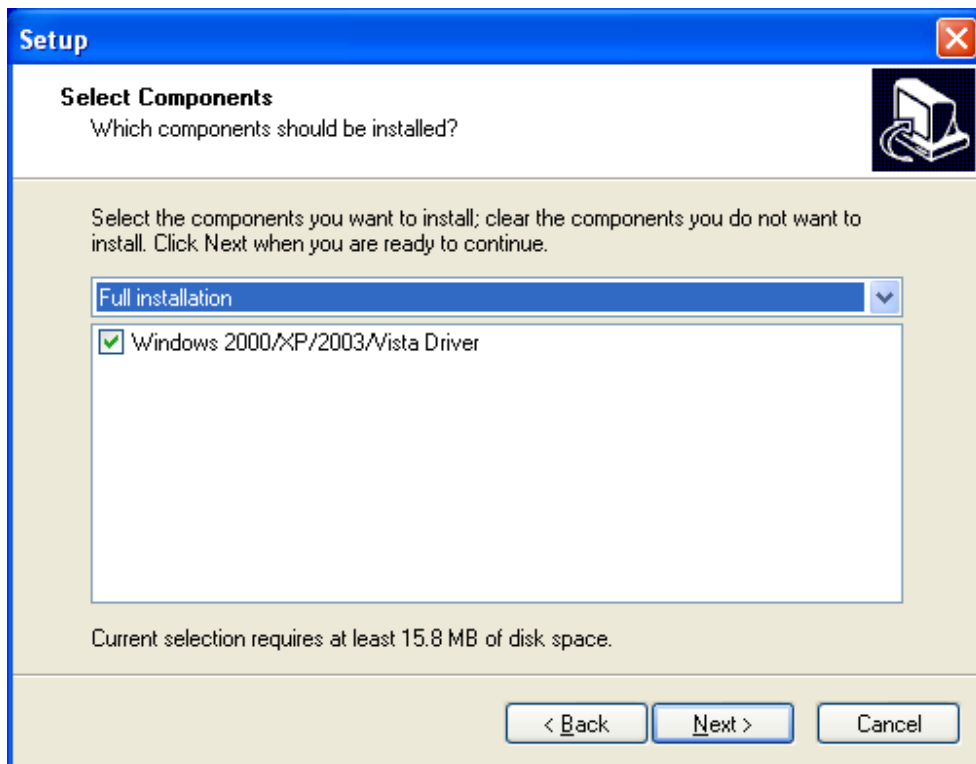 Setup
Select Components
Which components should be installed?
Select the components you want to install; clear the components you do not want to
install. Click Next when you are ready to continue.
Full installation
Windows 2000/XP/2003/Vista Driver
Current selection requires at least 15.8 MB of disk space.
< Back
Next >
Cancel